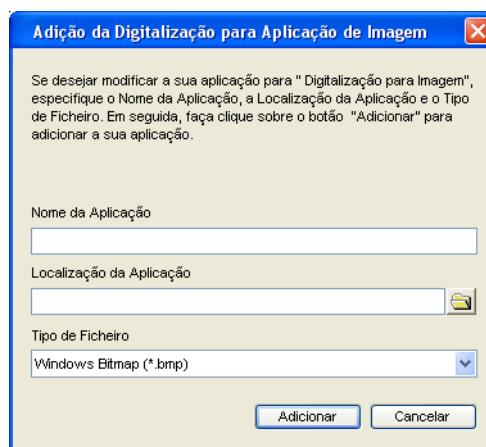 Adição da Digitalização para Aplicação de Imagem
Se desejar modificar a sua aplicação para " Digitalização para Imagem",
especifique o Nome da Aplicação, a Localização da Aplicação e o Tipo
de Ficheiro. Em seguida, faça clique sobre o botão "Adicionar" para
adicionar a sua aplicação.
Nome da Aplicação
Localização da Aplicação
Tipo de Ficheiro
Windows Bitmap (*.bmp)
Adicionar Cancelar